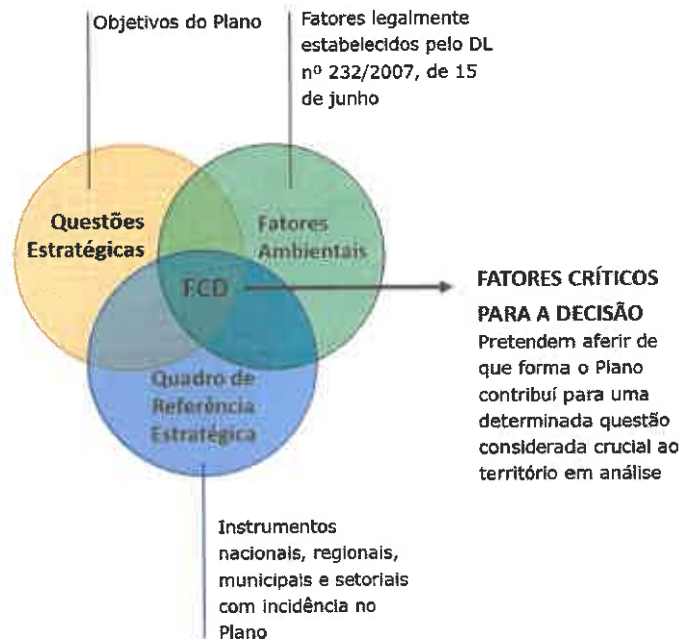 Objetivos do Plano
Fatores legalmente
estabelecidos pelo DL
nº 232/2007, de 15
de junho
Questões
Estratégicas
Fatores
Ambientais
FCD
Quadro de
Referência
Estratégica
FATORES CRÍTICOS
PARA A DECISÃO
Pretendem aferir de
que forma o Plano
contribuí para uma
determinada questão
considerada crucial ao
território em análise
Instrumentos
nacionais, regionais,
municipais e setoriais
com incidência no
Plano